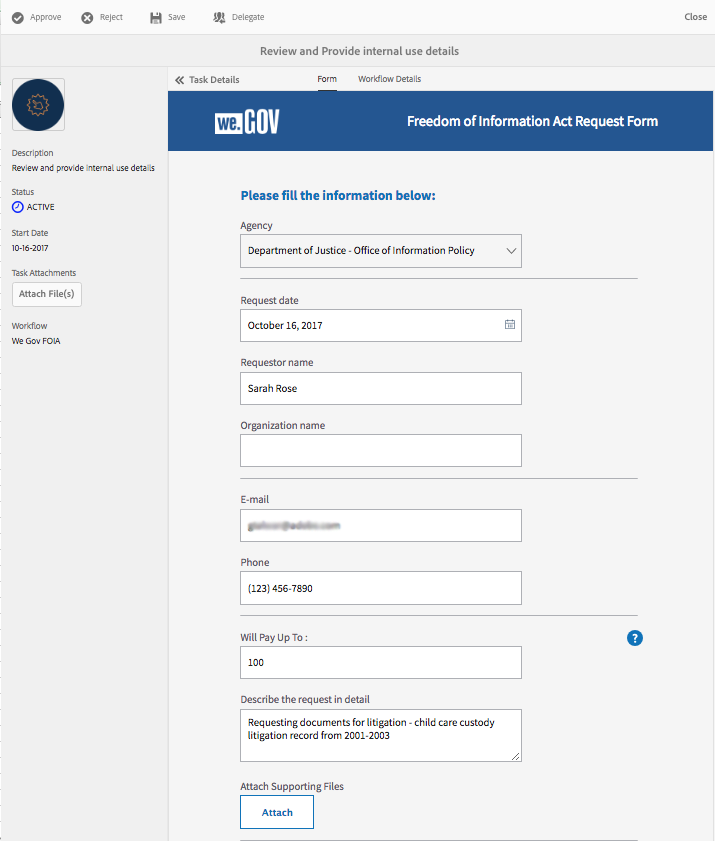 Approve
Reject
Save
Delegate
Close
Review and Provide internal use details
Task Details
Form
Workflow Details
we.GOV
Freedom of Information Act Request Form
Description
Review and provide internal use details
Status
ACTIVE
Start Date
10-16-2017
Task Attachments
Attach File(s)
Workflow
We Gov FOIA
Please fill the information below:
Agency
Department of Justice - Office of Information Policy
Request date
October 16, 2017
Requestor name
Sarah Rose
Organization name
E-mail
Phone
(123) 456-7890
Will Pay Up To :
?
100
Describe the request in detail
Requesting documents for litigation - child care custody
litigation record from 2001-2003
Attach Supporting Files
Attach